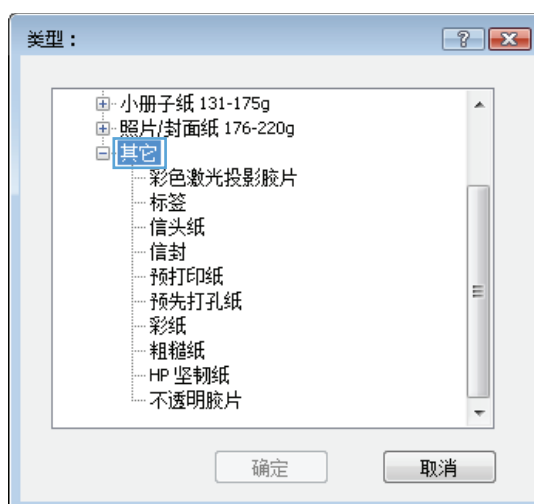 类型：
小册子纸 131-175g
照片/封面纸 176-220g
其它
彩色激光投影胶片
标签
信头纸
信封
预打印纸
预先打孔纸
彩纸
粗糙纸
HP 坚韧纸
不透明胶片
确定
取消